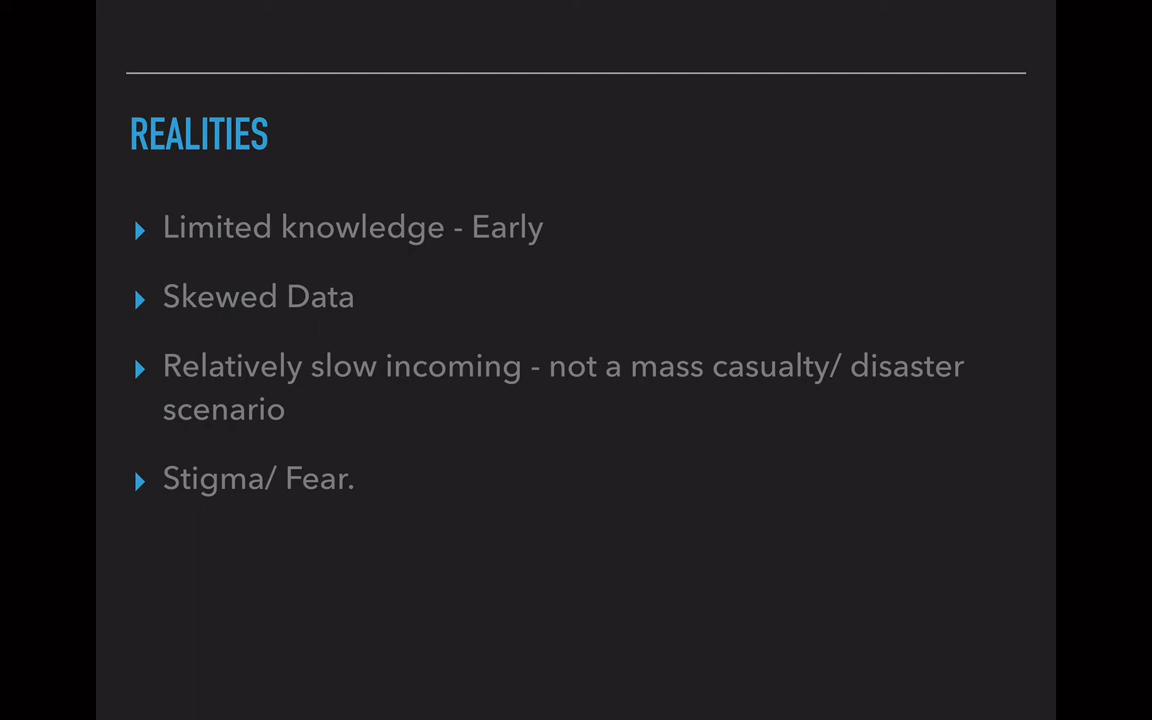 REALITIES
Limited knowledge - Early
Skewed Data
Relatively slow incoming - not a mass casualty/ disaster
scenario
Stigma/ Fear.